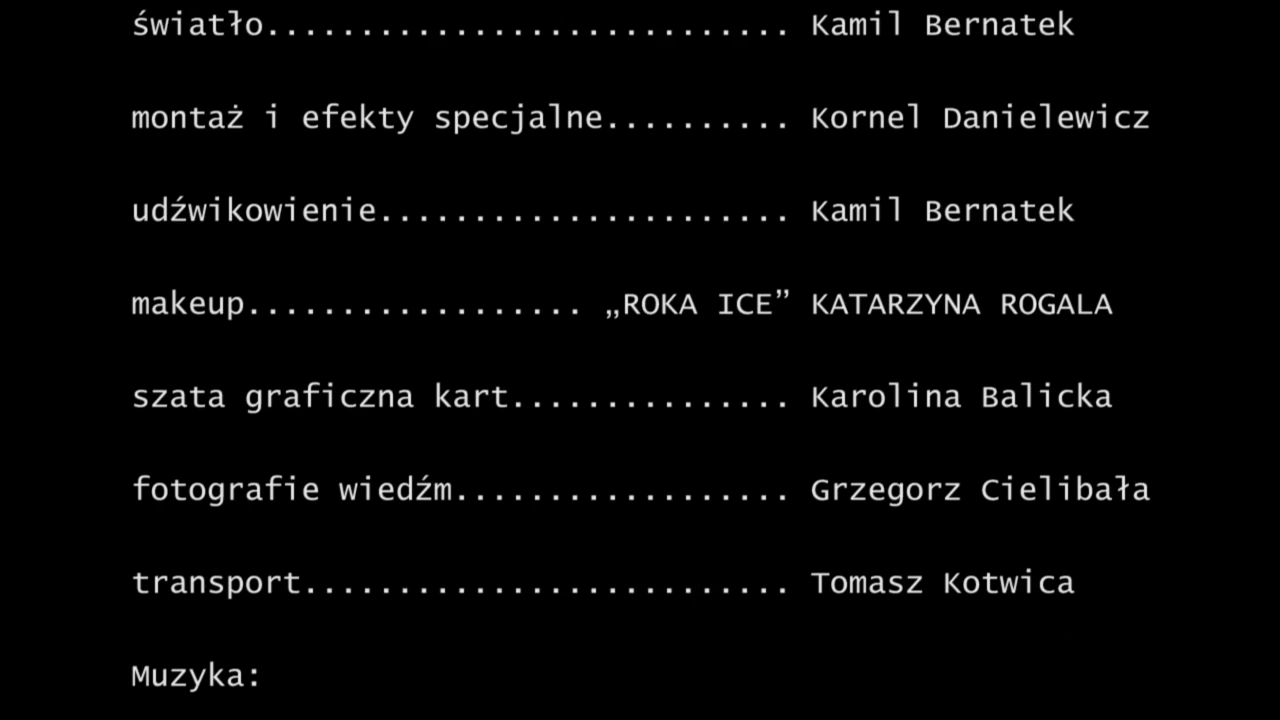 światło............................ Kamil Bernatek
montaż i efekty specjalne.......... Kornel Danielewicz
udźwikowienie...................... Kamil Bernatek
makeup.................. „ROKA ICE” KATARZYNA ROGALA
szata graficzna kart............... Karolina Balicka
fotografie wiedźm.................. Grzegorz Cielibała
transport.......................... Tomasz Kotwica
Muzyka: